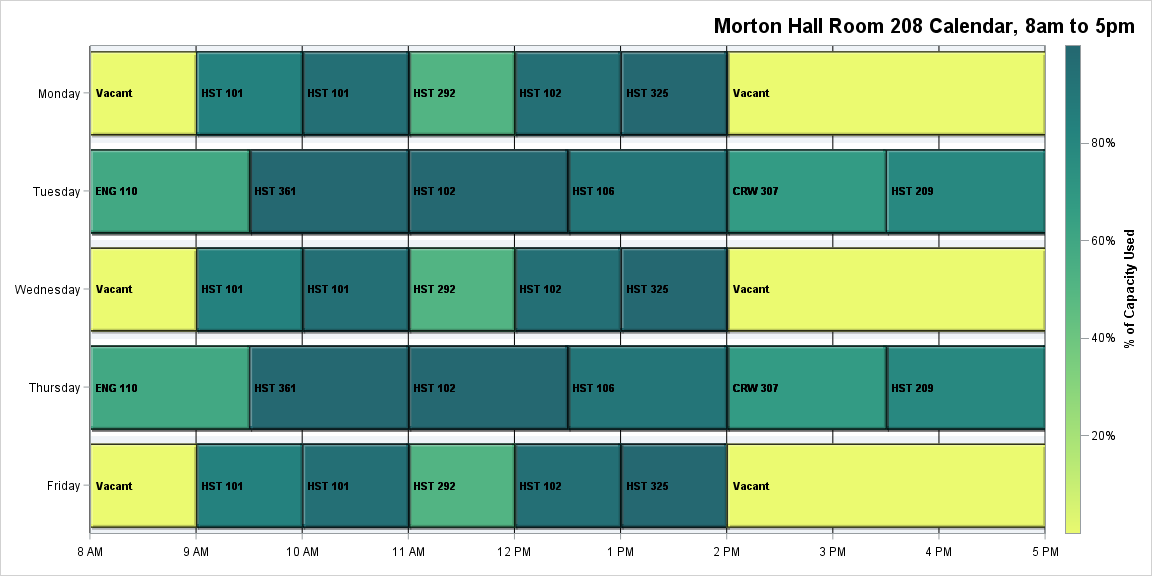 Morton Hall Room 208 Calendar, 8am to 5pm
Monday Vacant HST 101 HST 101 HST 292 HST 102 HST 325 Vacant
80%
Tuesday ENG 110 HST 361 HST 102 HST 106 CRW 307 HST 209
60%
Wednesday Vacant HST 101 HST 101 HST 292 HST 102 HST 325 Vacant
% of Capacity Used
40%
Thursday ENG 110 HST 361 HST 102 HST 106 CRW 307 HST 209
20%
Friday Vacant HST 101 HST 101 HST 292 HST 102 HST 325 Vacant
8 AM 9 AM 10 AM 11 AM 12 PM 1 PM 2 PM 3 PM 4 PM 5 PM